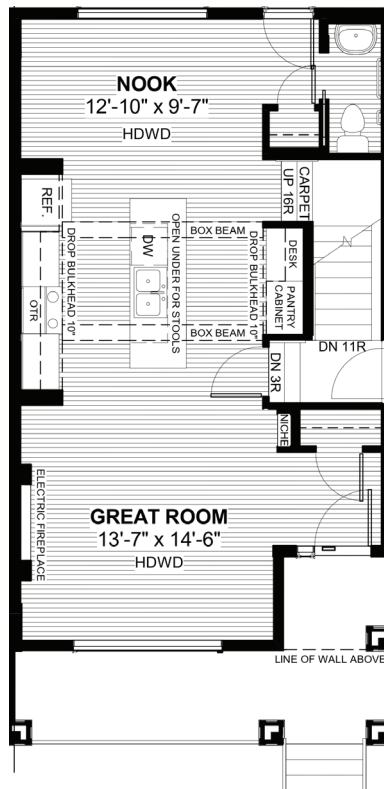 NOOK
12'-10" x 9'-7"
HDWD
CARPET
UP 16R
REF.
DROP BULKHEAD 10"
DW
OPEN UNDER FOR STOOLS
BOX BEAM
DROP BULKHEAD 10"
DESK
PANTRY
CABINET
OTR
BOX BEAM
DN 11R
DN 3R
NICHE
ELECTRIC FIREPLACE
GREAT ROOM
13'-7" x 14'-6"
HDWD
LINE OF WALL ABOVE